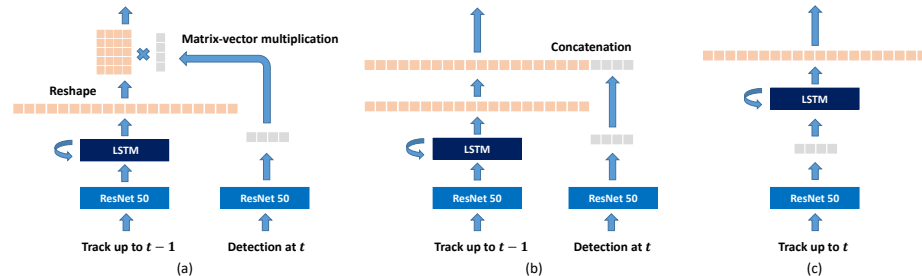 Matrix-vector multiplication
Reshape
LSTM
ResNet 50
ResNet 50
Track up to t − 1
Detection at t
(a)
Concatenation
LSTM
ResNet 50
ResNet 50
Track up to t − 1
Detection at t
(b)
LSTM
ResNet 50
Track up to t
(c)